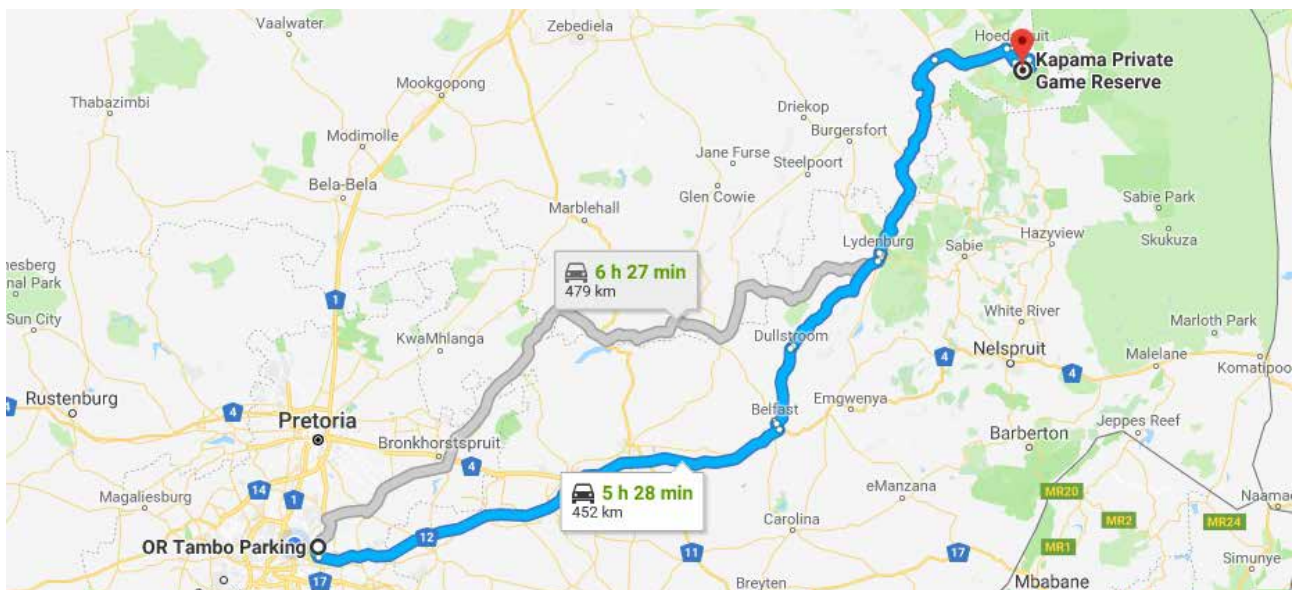 Vaalwater
Zebediela
Hoedspruit
Kapama Private
Game Reserve
Mookgopong
Thabazimbi
Driekop
Modimolle
Burgersfort
Jane Furse
Steelpoort
Bela-Bela
Glen Cowie
Sabie Park
Marblehall
Skukuza
Hazyview
Lydenburg
Sabie
nesberg
nal Park
6 h 27 min
479 km
1
Sun City
White River
Marloth Park
KwaMhlanga
Dullstroom
Nelspruit
4
Malelane
4
Komatipoo
Rustenburg
4
4
Emgwenya
Belfast
Pretoria
Jeppes Reef
Barberton
Bronkhorstspruit
4
Magaliesburg
14
1
5 h 28 min
452 km
eManzana
MR20
Naamac
MR2
MR24
Carolina
OR Tambo Parking
12
11
17
MR1
Simunye
17
Breyten
Mbabane